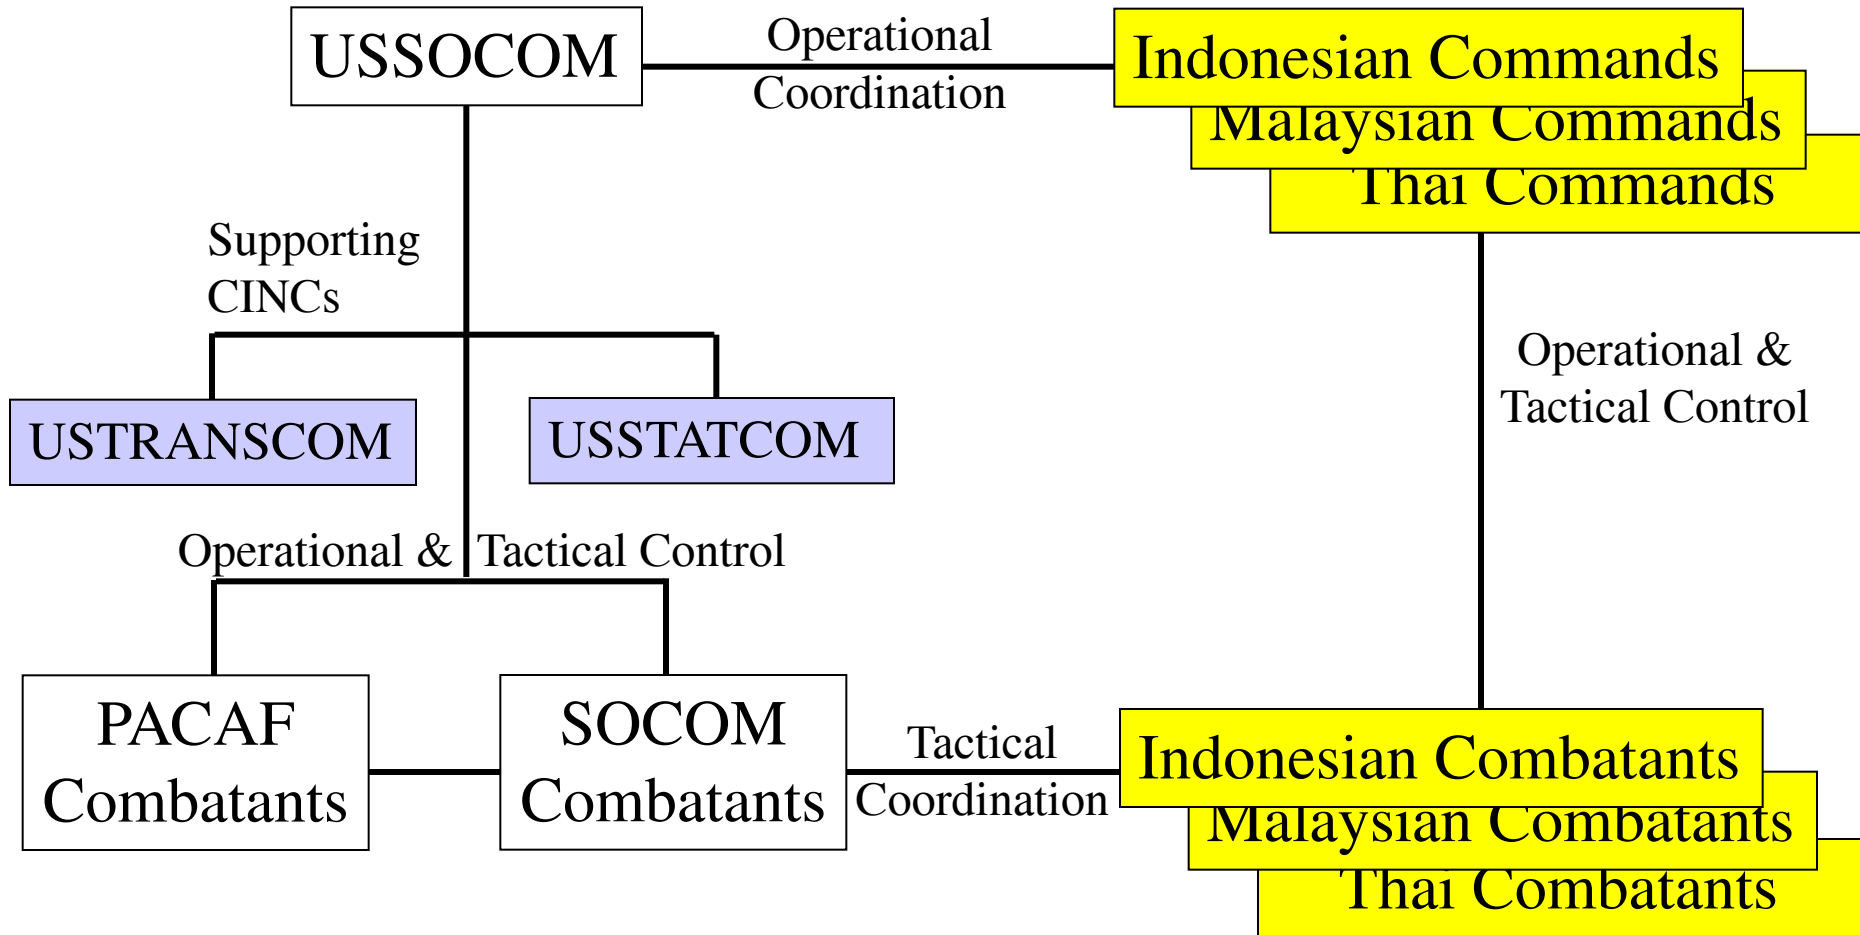 USSOCOM
Operational
Coordination
Indonesian Commands
Malaysian Commands
Thai Commands
Supporting
CINCs
USTRANSCOM
USSTATCOM
Operational &
Tactical Control
Operational & Tactical Control
PACAF
Combatants
SOCOM
Combatants
Tactical
Coordination
Indonesian Combatants
Malaysian Combatants
Thai Combatants